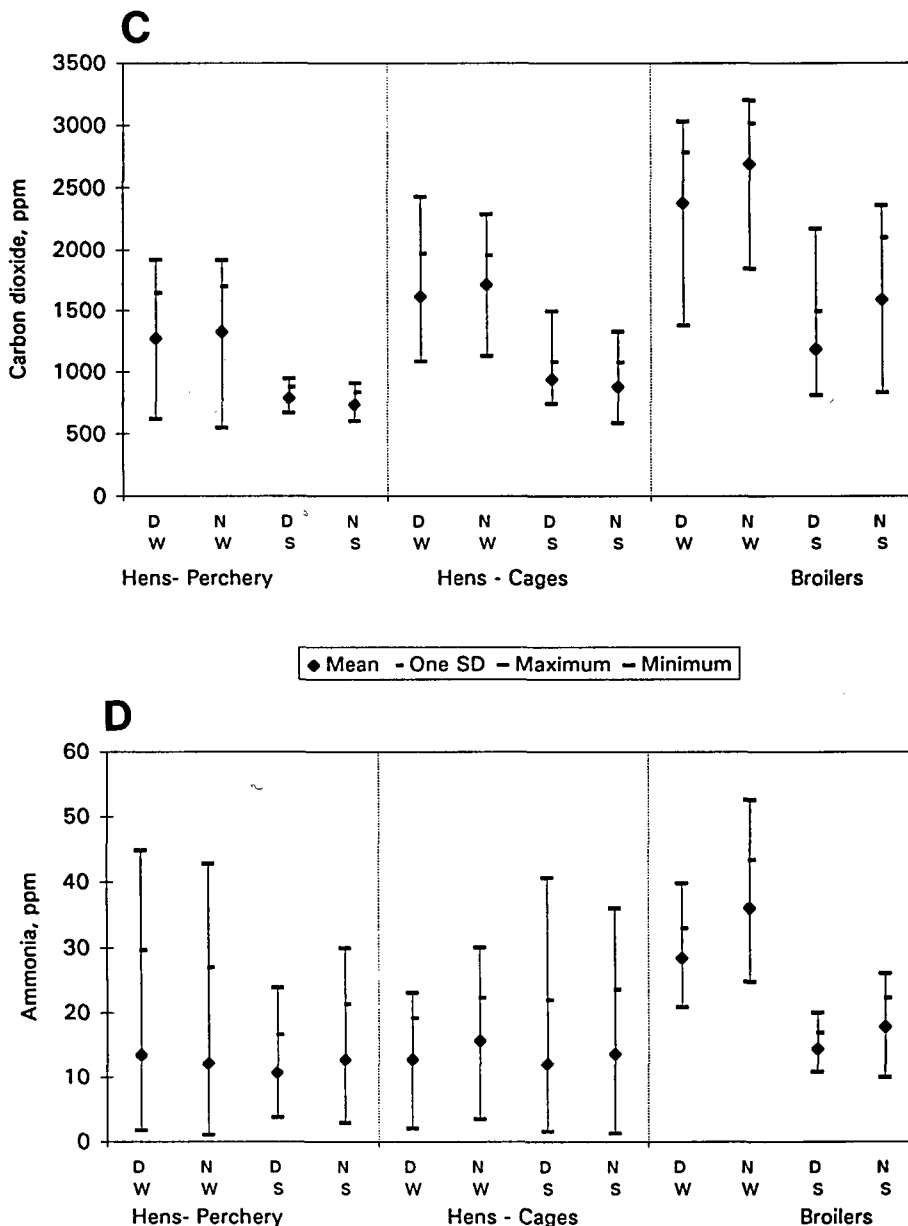 C
Carbon dioxide, ppm
3500
3000
2500
2000
1500
1000
500
0
D N D N D N D N D N D N
W W S S W W S S W W S S
Hens- Perchery Hens - Cages Broilers
◆ Mean - One SD – Maximum – Minimum
D
Ammonia, ppm
60
50
40
30
20
10
0
D N D N D N D N D N D N
W W S S W W S S W W S S
Hens- Perchery Hens - Cages Broilers